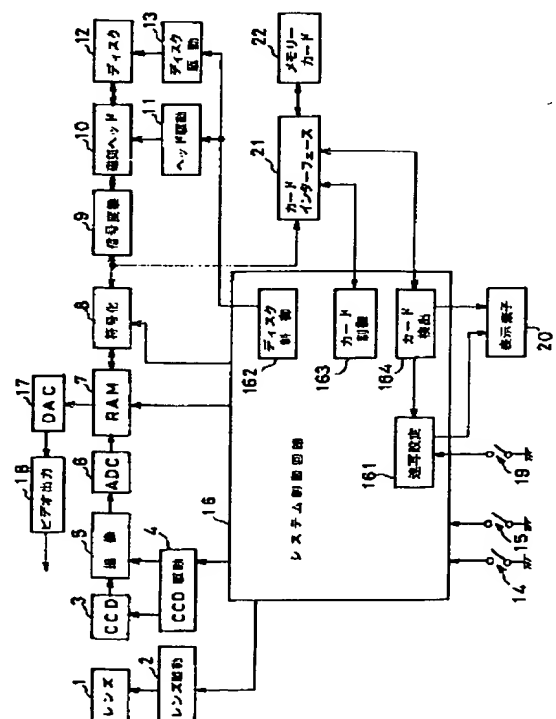 1
レンズ
2
レンズ駆動
3
CCD
4
CCD駆動
5
撮像
6
ADC
7
RAM
8
符号化
9
信号変換
10
磁気ヘッド
11
ヘッド駆動
12
ディスク
13
ディスク
駆動
17
DAC
18
ビデオ出力
16
システム制御回路
162
ディスク
制御
163
カード
制御
164
カード
検出
161
連写設定
21
カード
インターフェース
22
メモリー
カード
14
15
19
20
表示素子